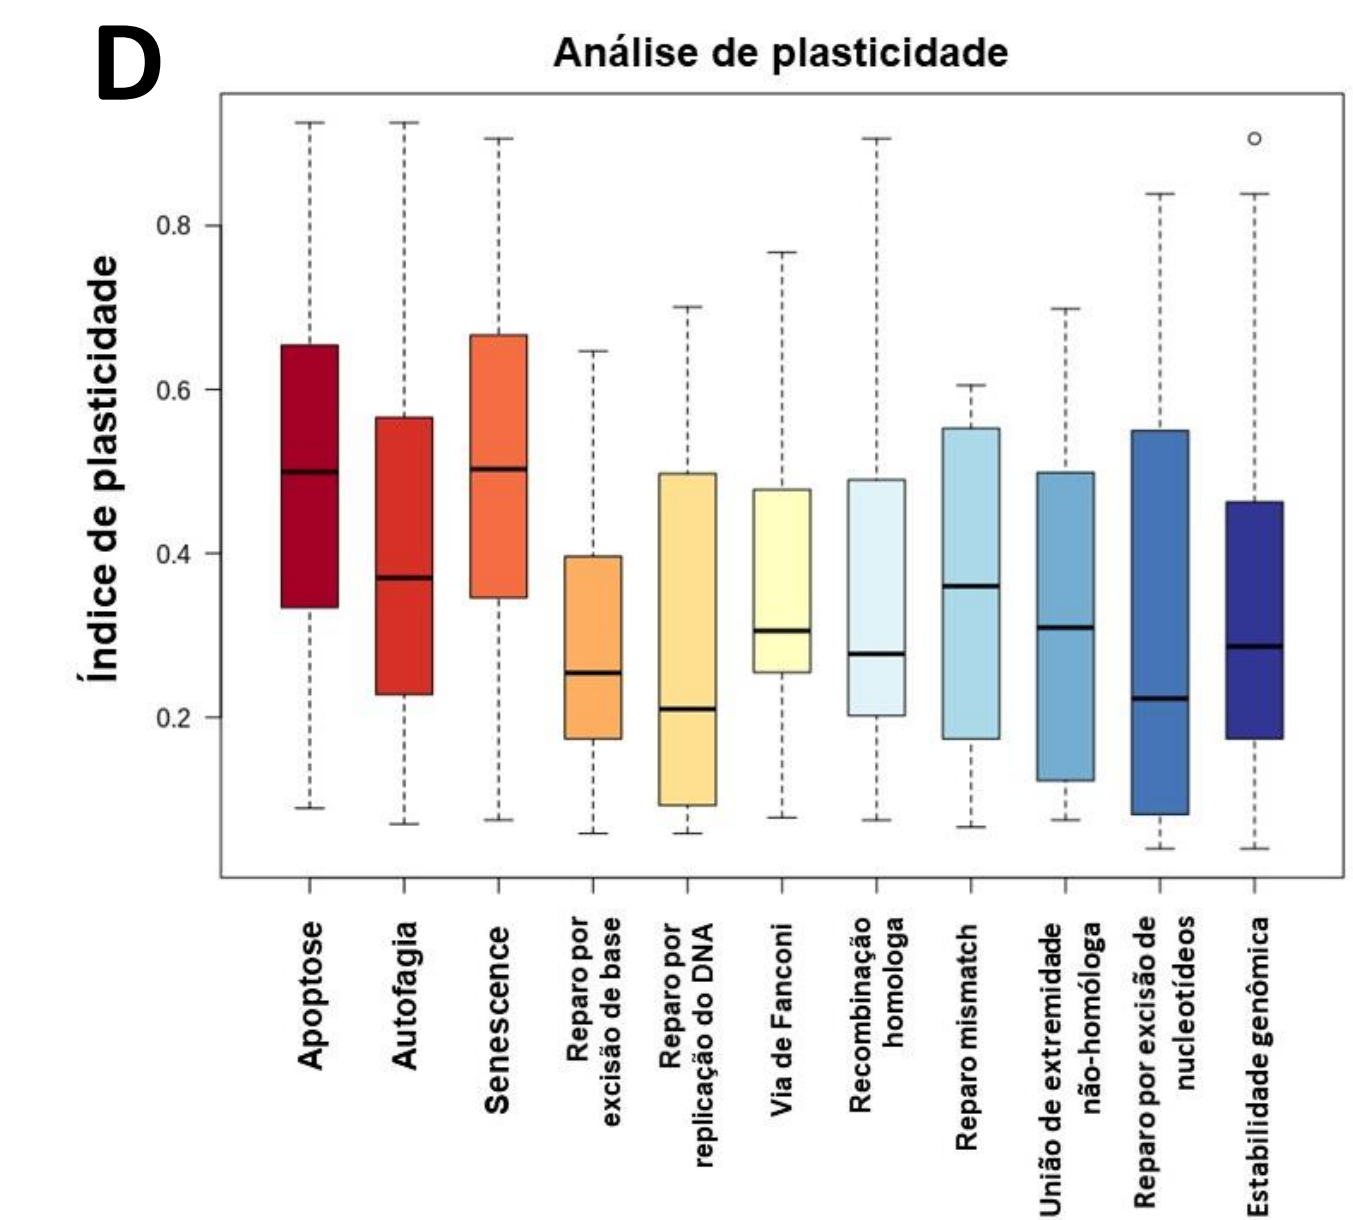 D
Análise de plasticidade
Índice de plasticidade
0.8
0.6
0.4
0.2
Apoptose
Autofagia
Senescence
Reparo por
excisão de base
Reparo por
replicação do DNA
Via de Fanconi
Recombinação
homologa
Reparo mismatch
União de extremidade
não-homóloga
Reparo por excisão de
nucleotídeos
Estabilidade genômica